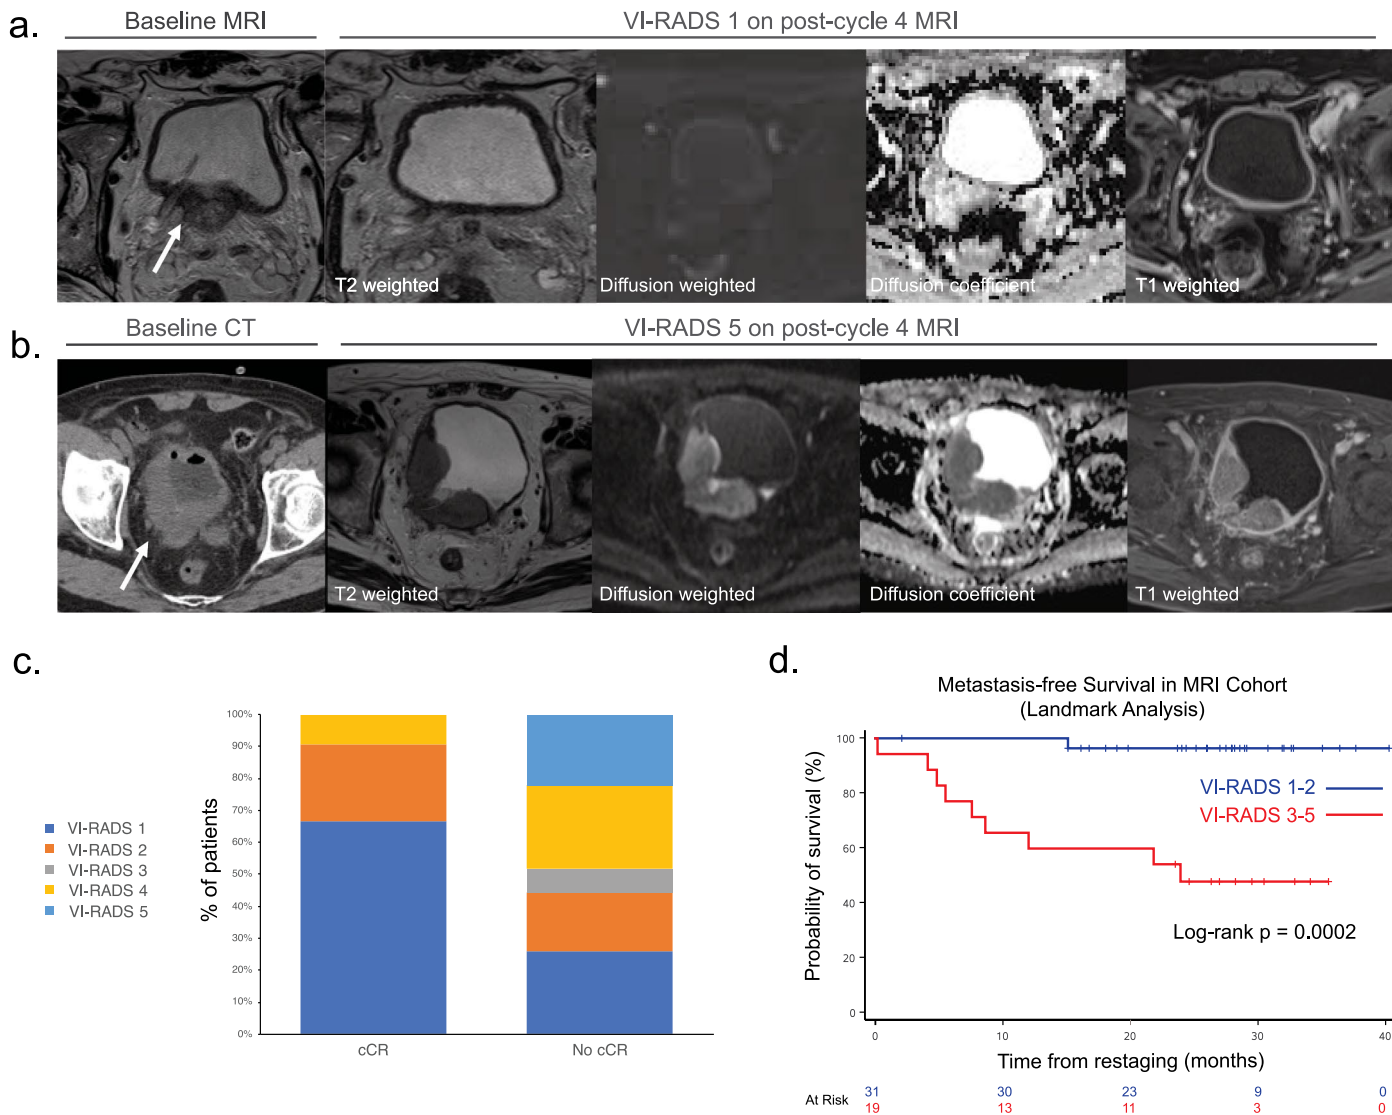 a.
Baseline MRI
VI-RADS 1 on post-cycle 4 MRI
T2 weighted
Diffusion weighted
Diffusion coefficient
T1 weighted
b.
Baseline CT
VI-RADS 5 on post-cycle 4 MRI
T2 weighted
Diffusion weighted
Diffusion coefficient
T1 weighted
c.
% of patients
100%
90%
80%
70%
60%
50%
40%
30%
20%
10%
0%
cCR
No cCR
VI-RADS 1
VI-RADS 2
VI-RADS 3
VI-RADS 4
VI-RADS 5
d.
Metastasis-free Survival in MRI Cohort
(Landmark Analysis)
Probability of survival (%)
100
80
60
40
20
0
VI-RADS 1-2
VI-RADS 3-5
Log-rank p = 0.0002
0 10 20 30 40
Time from restaging (months)
At Risk
31 30 23 9 0
19 13 11 3 0